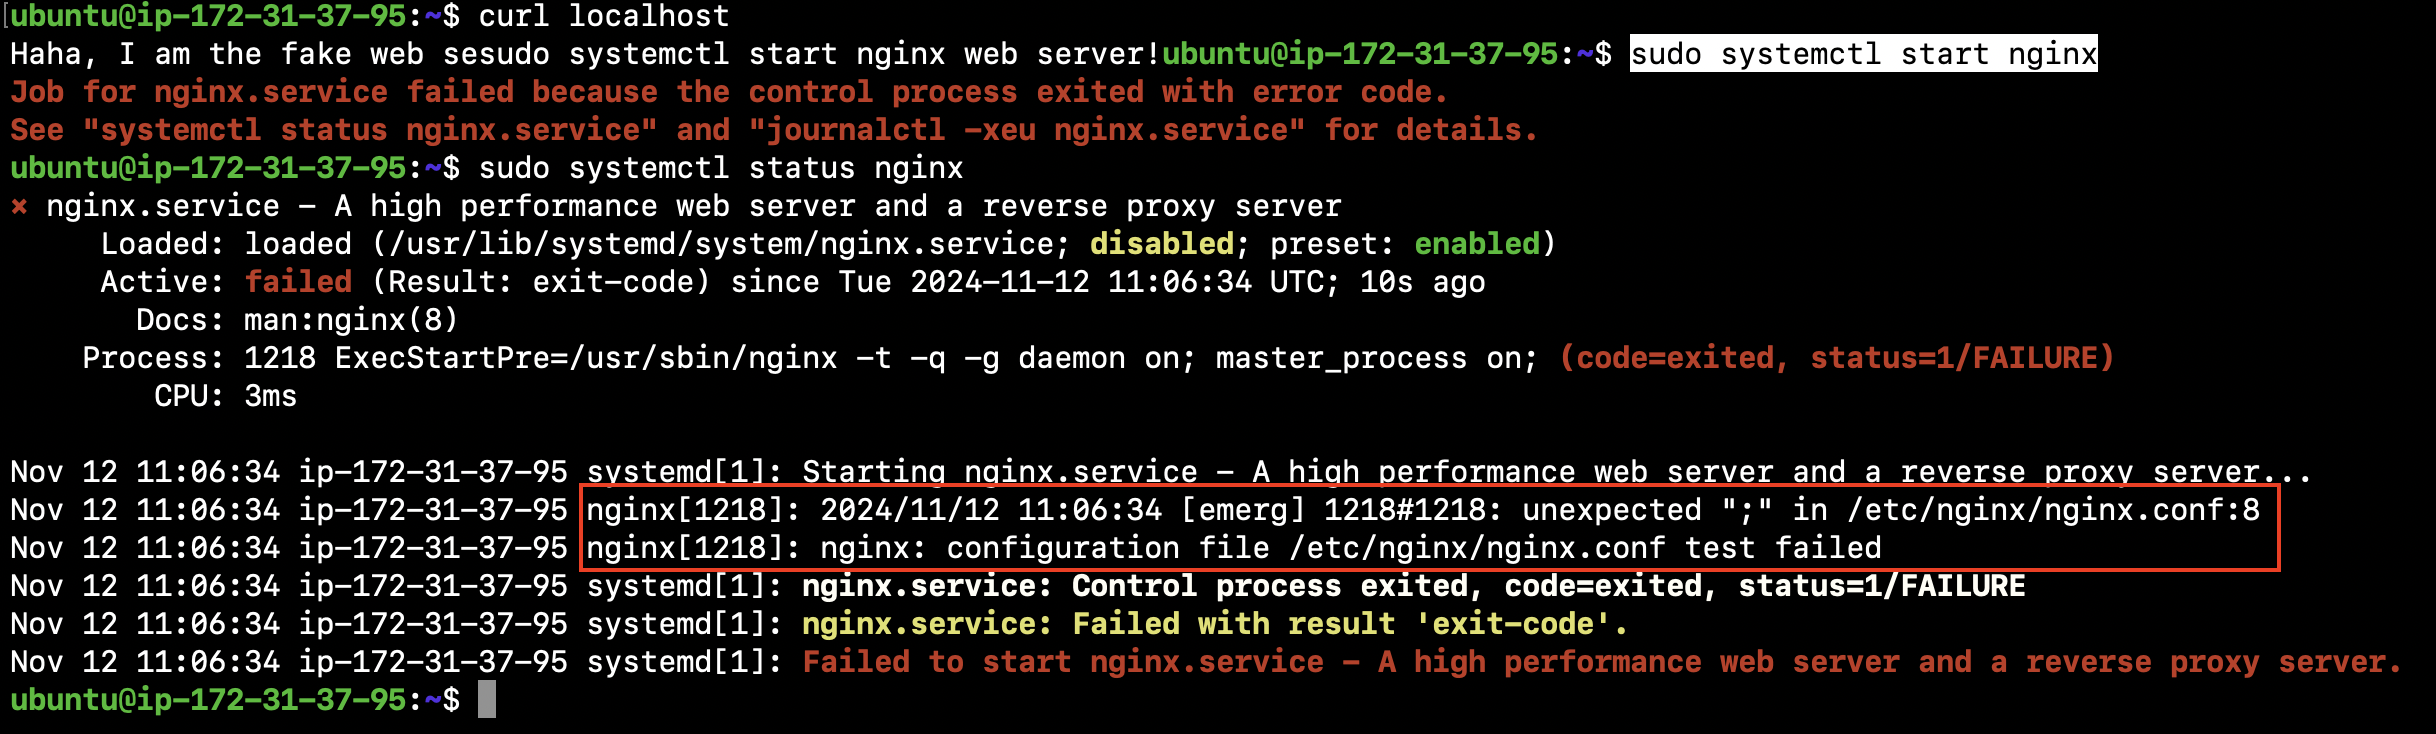 ubuntu@ip-172-31-37-95:~$ curl localhost
Haha, I am the fake web sesudo systemctl start nginx web server!ubuntu@ip-172-31-37-95:~$ sudo systemctl start nginx
Job for nginx.service failed because the control process exited with error code.
See "systemctl status nginx.service" and "journalctl -xeu nginx.service" for details.
ubuntu@ip-172-31-37-95:~$ sudo systemctl status nginx
× nginx.service - A high performance web server and a reverse proxy server
     Loaded: loaded (/usr/lib/systemd/system/nginx.service; disabled; preset: enabled)
     Active: failed (Result: exit-code) since Tue 2024-11-12 11:06:34 UTC; 10s ago
       Docs: man:nginx(8)
    Process: 1218 ExecStartPre=/usr/sbin/nginx -t -q -g daemon on; master_process on; (code=exited, status=1/FAILURE)
        CPU: 3ms

Nov 12 11:06:34 ip-172-31-37-95 systemd[1]: Starting nginx.service - A high performance web server and a reverse proxy server...
Nov 12 11:06:34 ip-172-31-37-95 nginx[1218]: 2024/11/12 11:06:34 [emerg] 1218#1218: unexpected ";" in /etc/nginx/nginx.conf:8
Nov 12 11:06:34 ip-172-31-37-95 nginx[1218]: nginx: configuration file /etc/nginx/nginx.conf test failed
Nov 12 11:06:34 ip-172-31-37-95 systemd[1]: nginx.service: Control process exited, code=exited, status=1/FAILURE
Nov 12 11:06:34 ip-172-31-37-95 systemd[1]: nginx.service: Failed with result 'exit-code'.
Nov 12 11:06:34 ip-172-31-37-95 systemd[1]: Failed to start nginx.service - A high performance web server and a reverse proxy server.
ubuntu@ip-172-31-37-95:~$